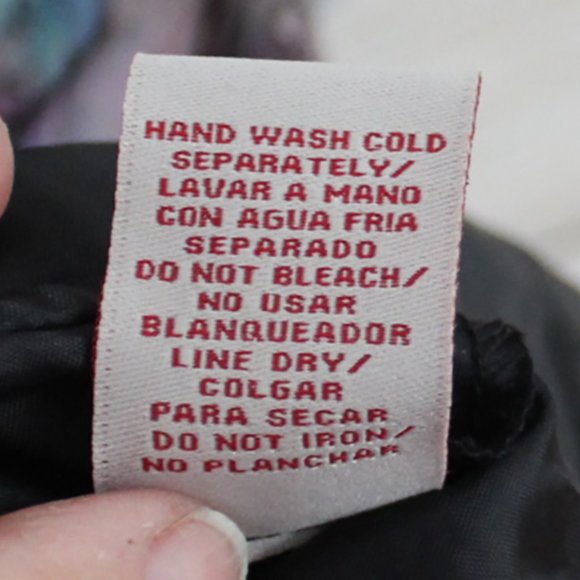 HAND WASH COLD
SEPARATELY/
LAVAR A MANO
CON AGUA FRIA
SEPARADO
DO NOT BLEACH/
NO USAR
BLANQUEADOR
LINE DRY/
COLGAR
PARA SECAR
DO NOT IRON/
NO PLANCHAR